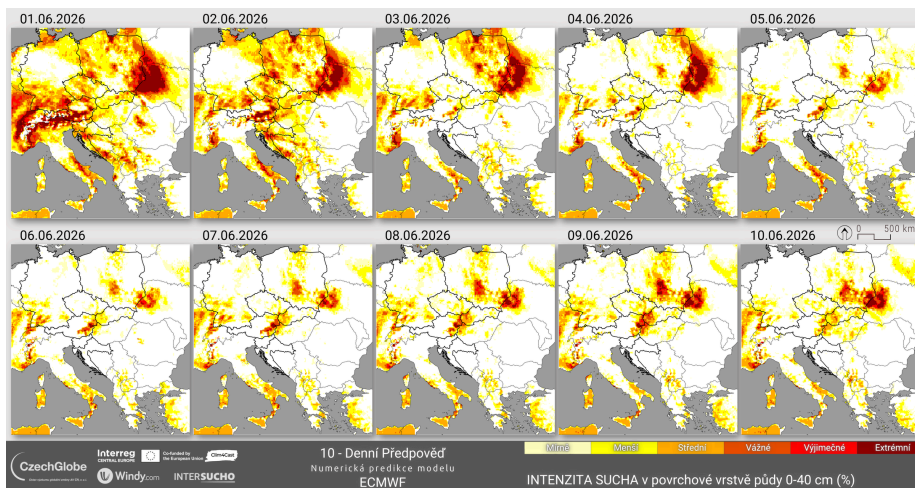 01.06.2026
02.06.2026
03.06.2026
04.06.2026
05.06.2026
06.06.2026
07.06.2026
08.06.2026
09.06.2026
10.06.2026
0 500 km
CzechGlobe
Interreg
CENTRAL EUROPE
Co-funded by
the European Union
Clim4Cast
Windy.com
INTERSUCHO
10 - Denní Předpověď
Numerická predikce modelu
ECMWF
Mírné
Menší
Střední
Vážné
Výjimečné
Extrémní
INTENZITA SUCHA v povrchové vrstvě půdy 0-40 cm (%)